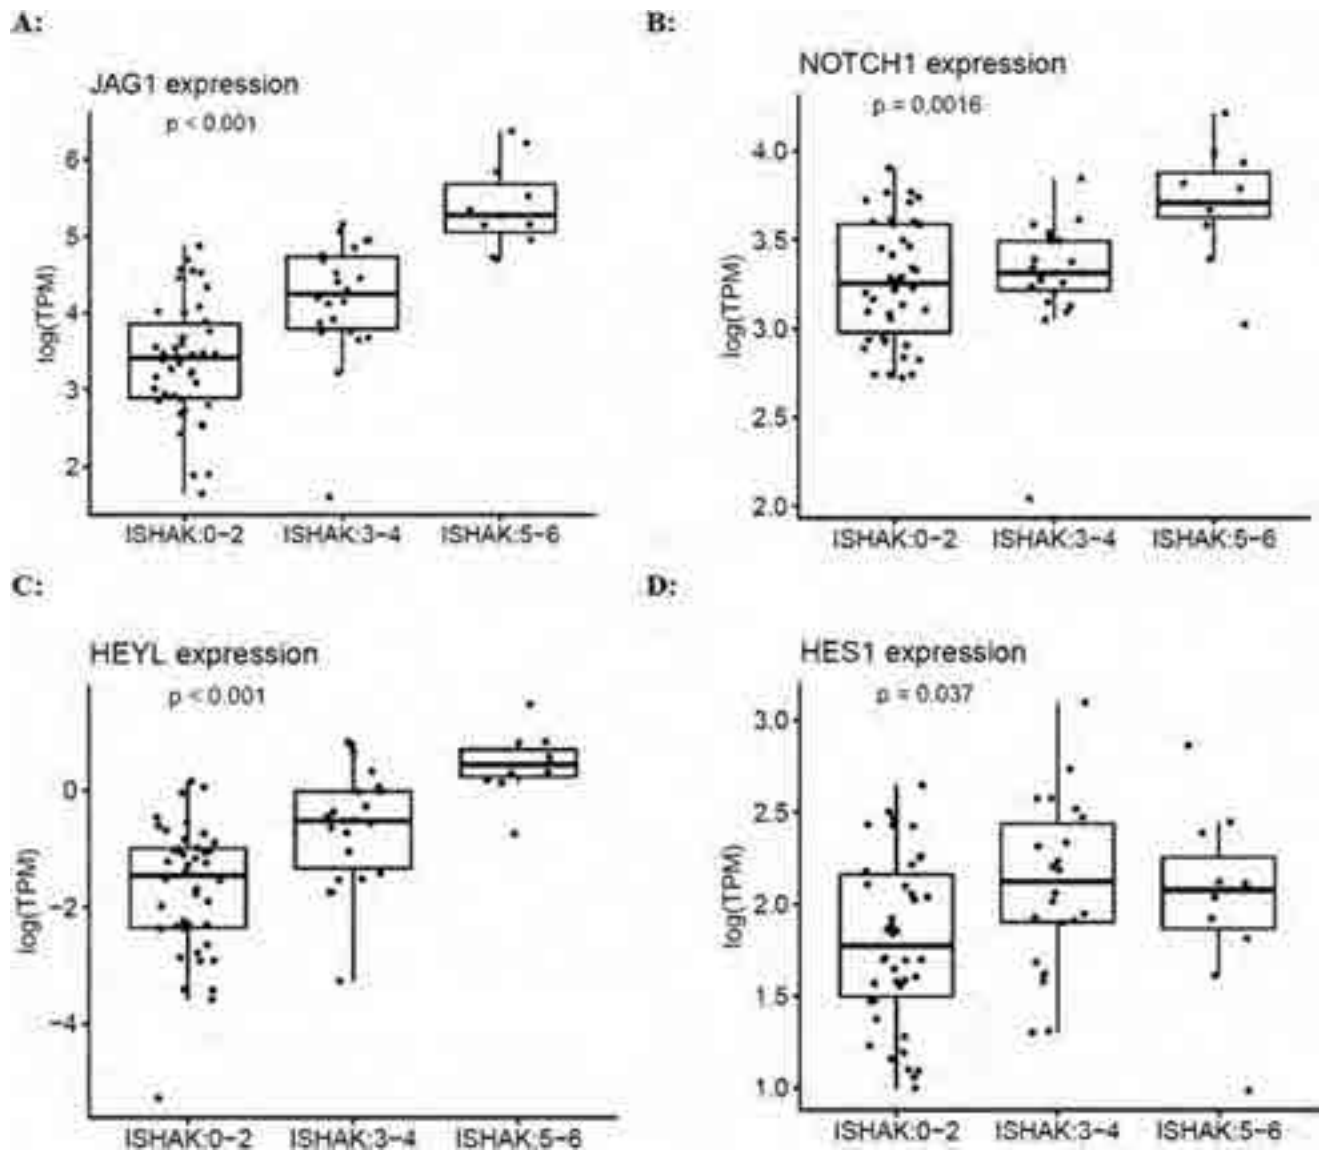 A:
JAG1 expression
p < 0.001
6
5
4
3
2
log(TPM)
ISHAK:0-2 ISHAK:3-4 ISHAK:5-6
B:
NOTCH1 expression
p = 0.0016
4.0
3.5
3.0
2.5
2.0
log(TPM)
ISHAK:0-2 ISHAK:3-4 ISHAK:5-6
C:
HEYL expression
p < 0.001
0
-2
-4
log(TPM)
ISHAK:0-2 ISHAK:3-4 ISHAK:5-6
D:
HES1 expression
p = 0.037
3.0
2.5
2.0
1.5
1.0
log(TPM)
ISHAK:0-2 ISHAK:3-4 ISHAK:5-6